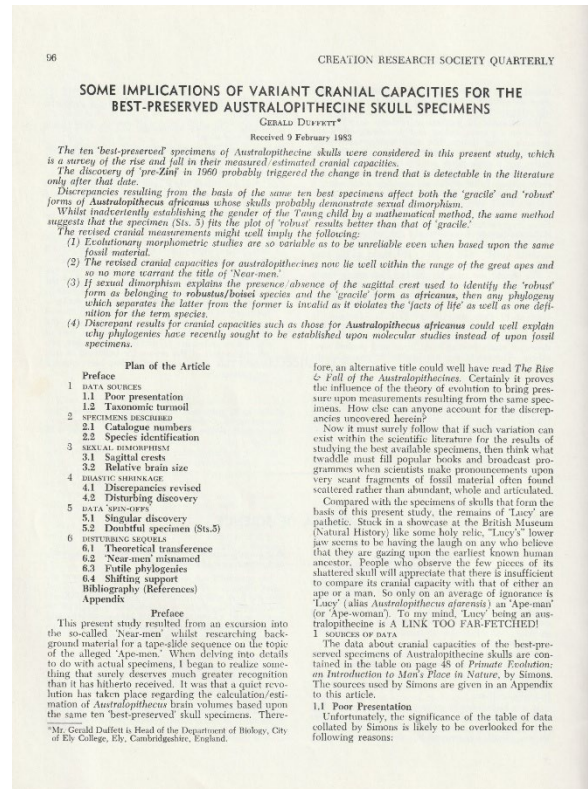 96
CREATION RESEARCH SOCIETY QUARTERLY
SOME IMPLICATIONS OF VARIANT CRANIAL CAPACITIES FOR THE
BEST-PRESERVED AUSTRALOPITHECINE SKULL SPECIMENS
GERALD DUFFETT*
Received 9 February 1983
The ten 'best-preserved' specimens of Australopithecine skulls were considered in this present study, which
is a survey of the rise and fall in their measured/estimated cranial capacities.
The discovery of 'pre-Zinj' in 1960 probably triggered the change in trend that is detectable in the literature
only after that date.
Discrepancies resulting from the basis of the same ten best specimens affect both the 'gracile' and 'robust'
forms of Australopithecus africanus whose skulls probably demonstrate sexual dimorphism.
Whilst inadvertently establishing the gender of the Taung child by a mathematical method, the same method
suggests that the specimen (Sts. 5) fits the plot of 'robust' results better than that of 'gracile.'
The revised cranial measurements might well imply the following:
(1) Evolutionary morphometric studies are so variable as to be unreliable even when based upon the same
fossil material.
(2) The revised cranial capacities for australopithecines now lie well within the range of the great apes and
so no more warrant the title of 'Near-men.'
(3) If sexual dimorphism explains the presence/absence of the sagittal crest used to identify the 'robust'
form as belonging to robustus/boisei species and the 'gracile' form as africanus, then any phylogeny
which separates the latter from the former is invalid as it violates the 'facts of life' as well as one defi-
nition for the term species.
(4) Discrepant results for cranial capacities such as those for Australopithecus africanus could well explain
why phylogenies have recently sought to be established upon molecular studies instead of upon fossil
specimens.
Plan of the Article
Preface
1 DATA SOURCES
1.1 Poor presentation
1.2 Taxonomic turmoil
2 SPECIMENS DESCRIBED
2.1 Catalogue numbers
2.2 Species identification
3 SEXUAL DIMORPHISM
3.1 Sagittal crests
3.2 Relative brain size
4 DRASTIC SHRINKAGE
4.1 Discrepancies revised
4.2 Disturbing discovery
5 DATA 'SPIN-OFFS'
5.1 Singular discovery
5.2 Doubtful specimen (Sts.5)
6 DISTURBING SEQUELS
6.1 Theoretical transference
6.2 'Near-men' misnamed
6.3 Futile phylogenies
6.4 Shifting support
Bibliography (References)
Appendix
Preface
This present study resulted from an excursion into
the so-called 'Near-men' whilst researching back-
ground material for a tape-slide sequence on the topic
of the alleged 'Ape-men.' When delving into details
to do with actual specimens, I began to realize some-
thing that surely deserves much greater recognition
than it has hitherto received. It was that a quiet revo-
lution has taken place regarding the calculation/esti-
mation of Australopithecus brain volumes based upon
the same ten 'best-preserved' skull specimens. There-
*Mr. Gerald Duffett is Head of the Department of Biology, City
of Ely College, Ely, Cambridgeshire, England.
fore, an alternative title could well have read The Rise
& Fall of the Australopithecines. Certainly it proves
the influence of the theory of evolution to bring pres-
sure upon measurements resulting from the same spec-
imens. How else can anyone account for the discrep-
ancies uncovered herein?
Now it must surely follow that if such variation can
exist within the scientific literature for the results of
studying the best available specimens, then think what
twaddle must fill popular books and broadcast pro-
grammes when scientists make pronouncements upon
very scant fragments of fossil material often found
scattered rather than abundant, whole and articulated.
Compared with the specimens of skulls that form the
basis of this present study, the remains of 'Lucy' are
pathetic. Stuck in a showcase at the British Museum
(Natural History) like some holy relic, "Lucy's" lower
jaw seems to be having the laugh on any who believe
that they are gazing upon the earliest known human
ancestor. People who observe the few pieces of its
shattered skull will appreciate that there is insufficient
to compare its cranial capacity with that of either an
ape or a man. So only on an average of ignorance is
'Lucy' (alias Australopithecus afarensis) an 'Ape-man'
(or 'Ape-woman'). To my mind, 'Lucy' being an aus-
tralopithecine is A LINK TOO FAR-FETCHED!
1 SOURCES OF DATA
The data about cranial capacities of the best-pre-
served specimens of Australopithecine skulls are con-
tained in the table on page 48 of Primate Evolution:
an Introduction to Man's Place in Nature, by Simons.
The sources used by Simons are given in an Appendix
to this article.
1.1 Poor Presentation
Unfortunately, the significance of the table of data
collated by Simons is likely to be overlooked for the
following reasons: